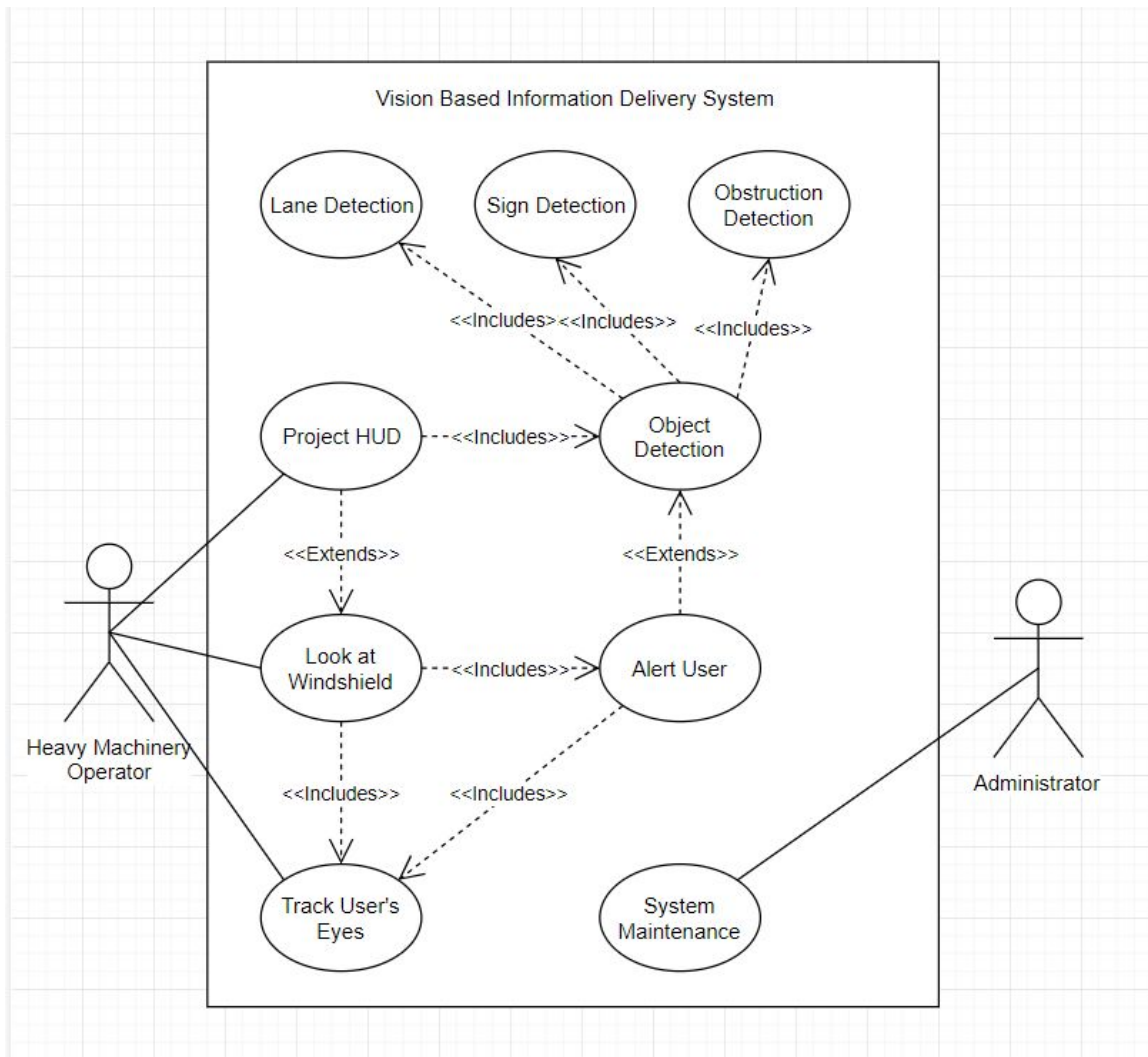 Vision Based Information Delivery System
Lane Detection
Sign Detection
Obstruction
Detection
<<Includes>
<<Includes>>
<<Includes>>
Project HUD
<<Includes>>
Object
Detection
<<Extends>>
<<Extends>>
Look at
Windshield
<<Includes>>
Alert User
Heavy Machinery
Operator
Administrator
<<Includes>>
<<Includes>>
Track User's
Eyes
System
Maintenance